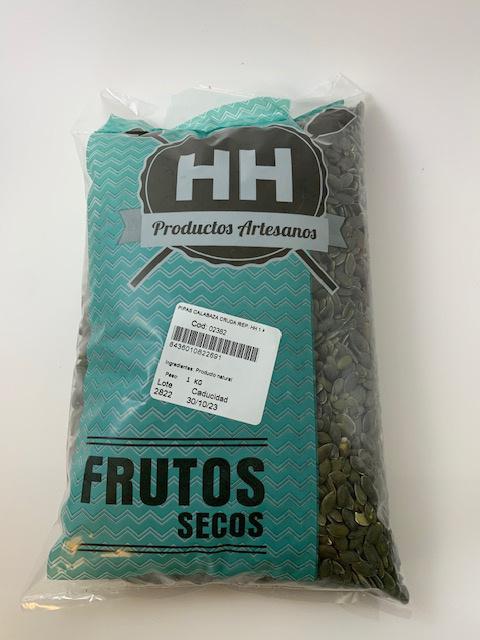 HH
Productos Artesanos
PIPAS CALABAZA CRUDA REP. HH 1 K
Cod: 02382
8436010822691
Ingredientes: Producto natural
Peso: 1 KG
Lote Caducidad
2822 30/10/23
FRUTOS
SECOS